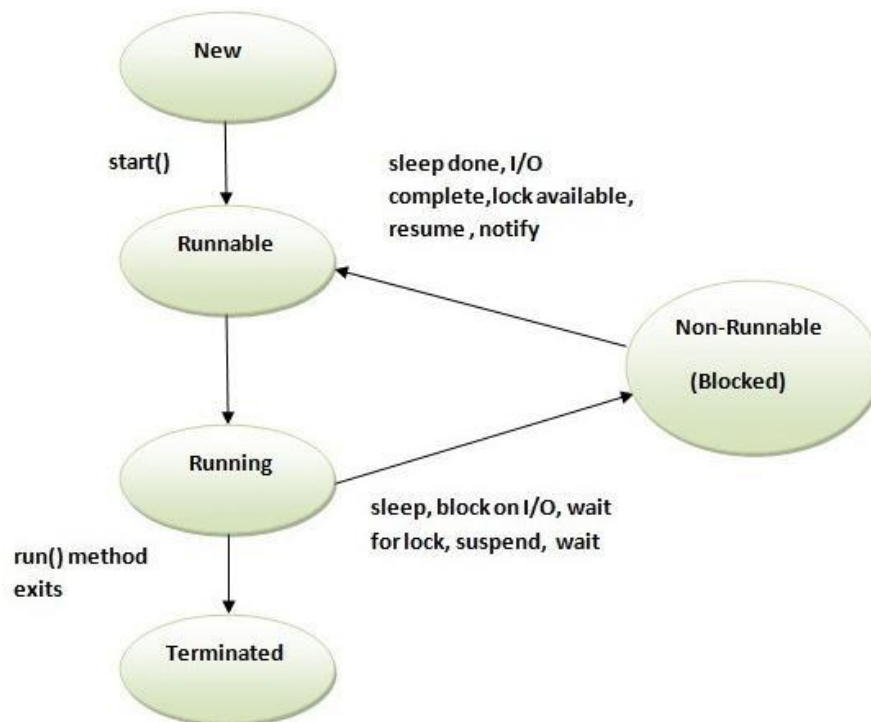 New
start()
sleep done, I/O
complete,lock available,
resume , notify
Runnable
Non-Runnable
(Blocked)
Running
sleep, block on I/O, wait
for lock, suspend, wait
run() method
exits
Terminated